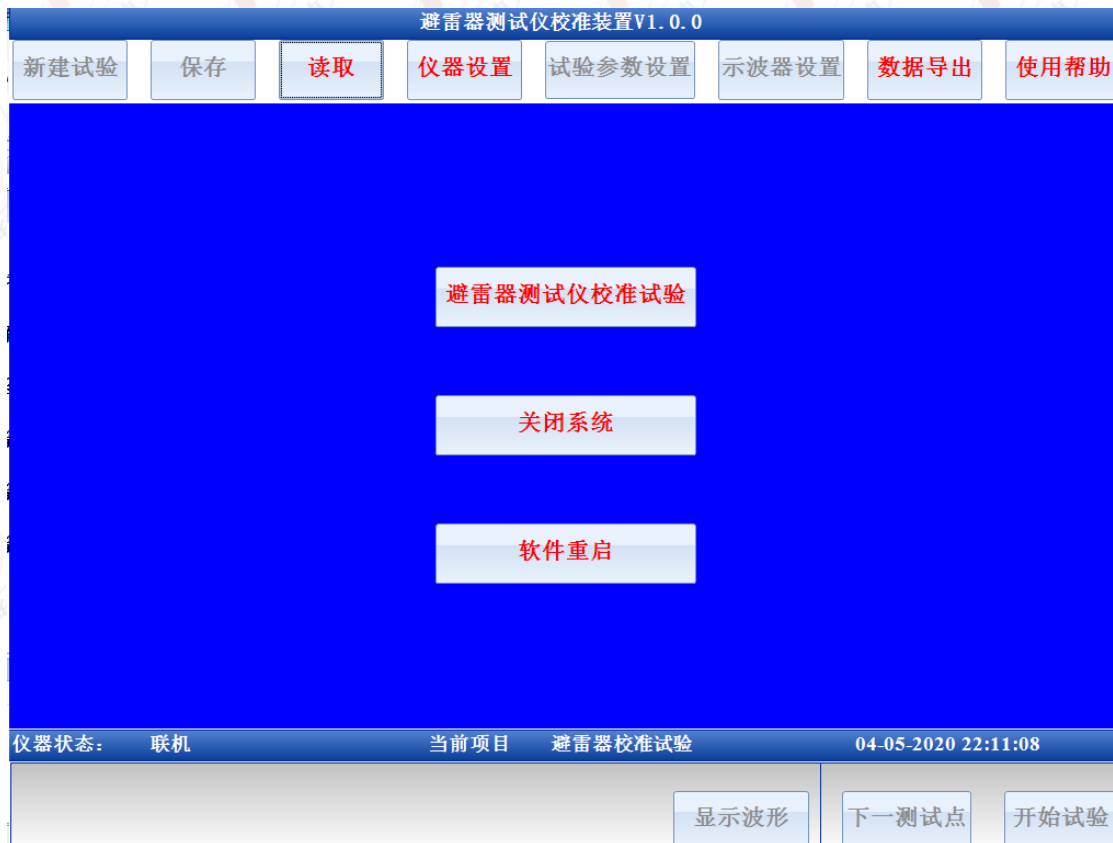 避雷器测试仪校准装置V1.0.0
新建试验 保存 读取 仪器设置 试验参数设置 示波器设置 数据导出 使用帮助
避雷器测试仪校准试验
关闭系统
软件重启
仪器状态： 联机 当前项目 避雷器校准试验 04-05-2020 22:11:08
显示波形 下一测试点 开始试验